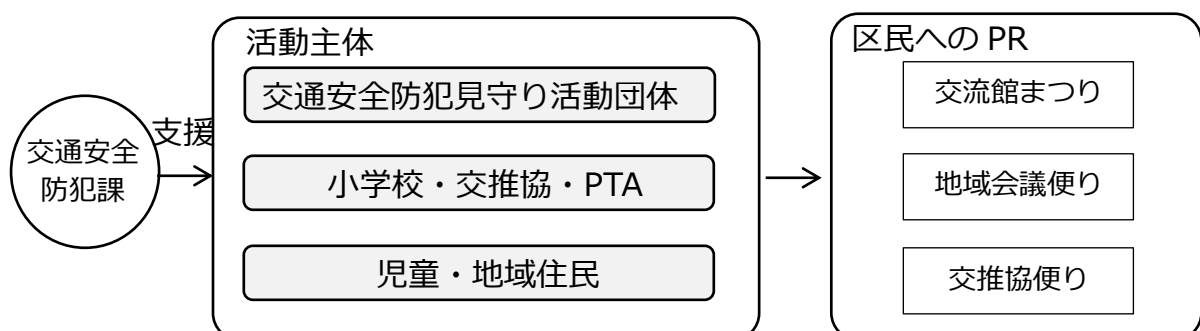 交通安全
防犯課
支援
活動主体
交通安全防犯見守り活動団体
小学校・交推協・PTA
児童・地域住民
区民への PR
交流館まつり
地域会議便り
交推協便り